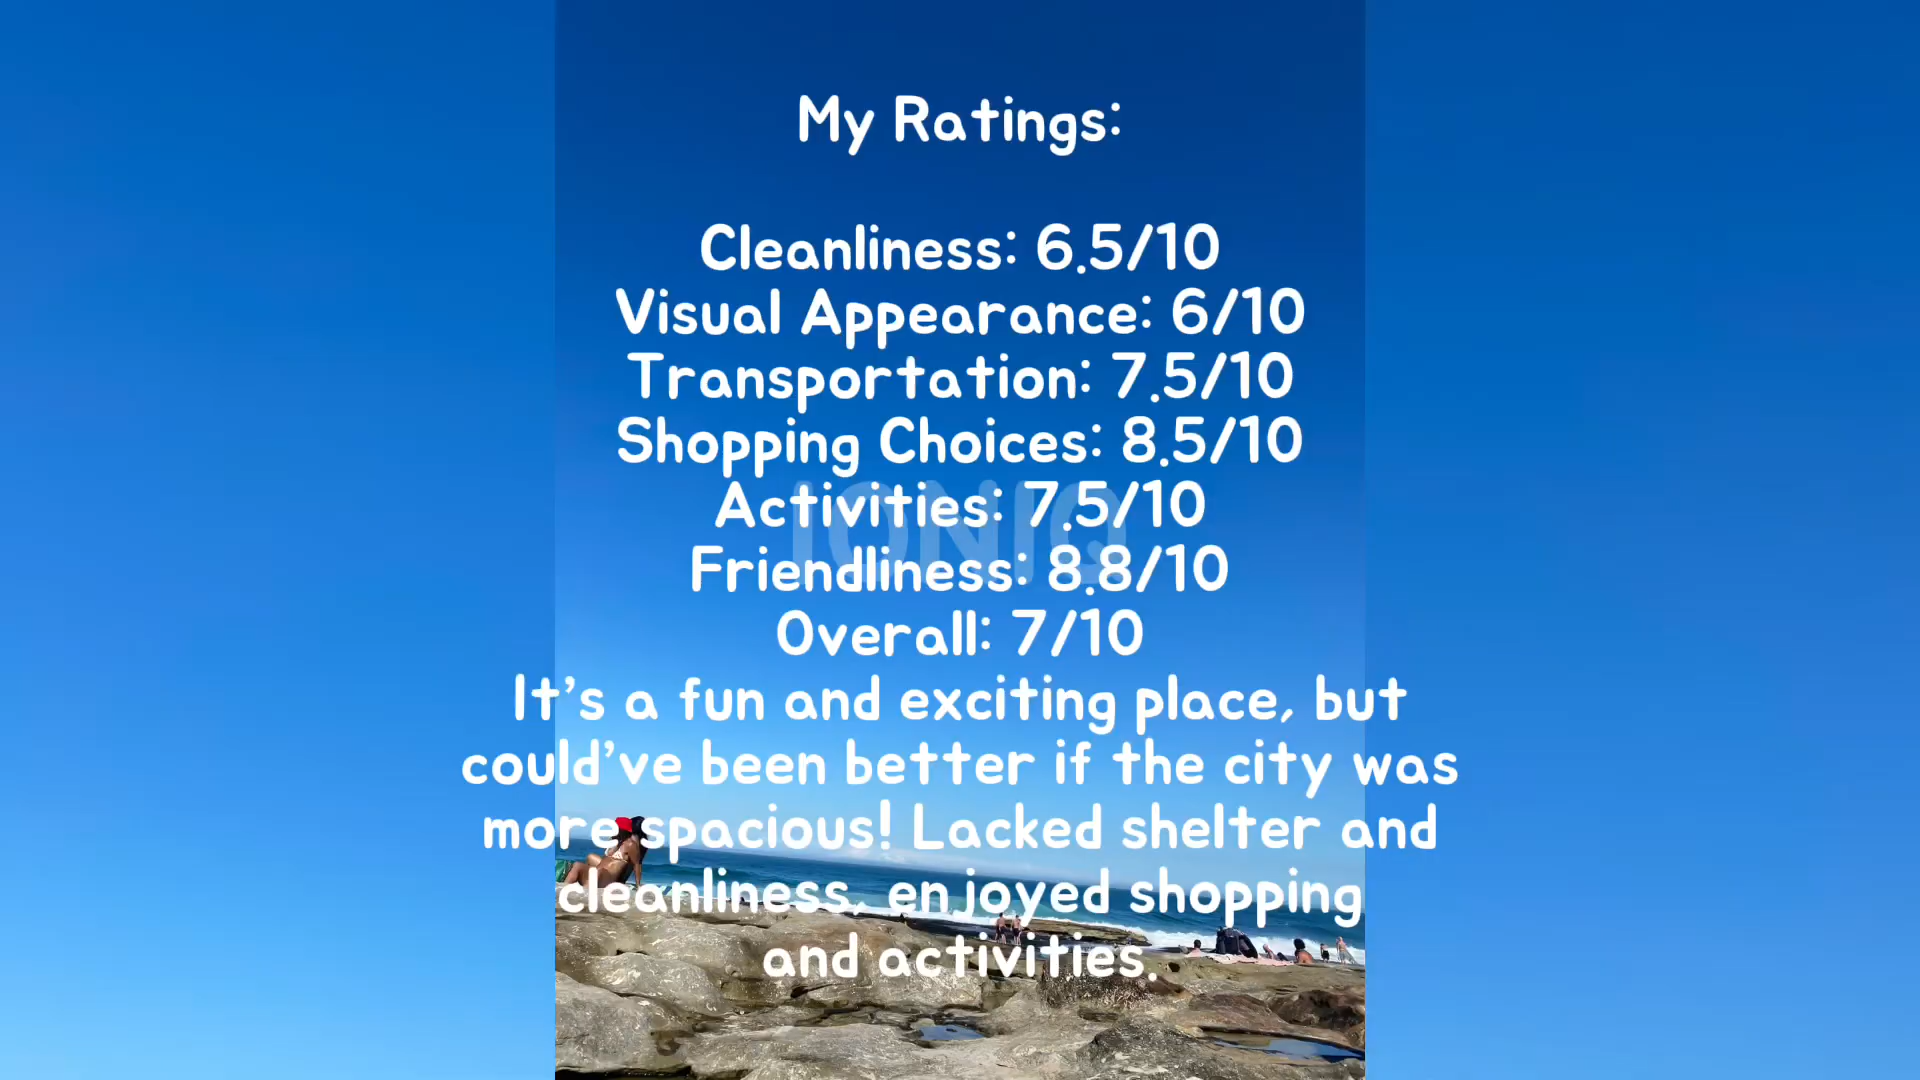 My Ratings:
Cleanliness: 6.5/10
Visual Appearance: 6/10
Transportation: 7.5/10
Shopping Choices: 8.5/10
Activities: 7.5/10
Friendliness: 8.8/10
Overall: 7/10
It's a fun and exciting place, but
could've been better if the city was
more spacious! Lacked shelter and
cleanliness, enjoyed shopping
and activities.
IONIQ